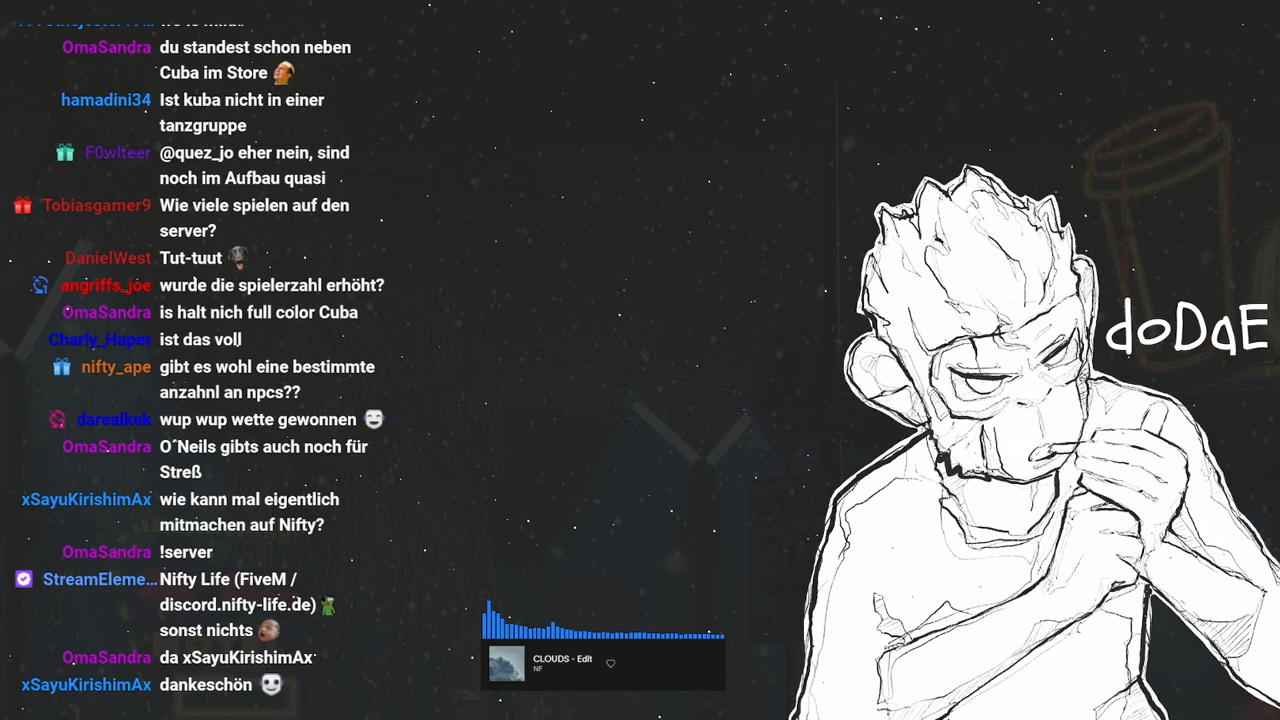 OmaSandra du standest schon neben
Cuba im Store
hamadini34 Ist kuba nicht in einer
tanzgruppe
F0wlteer @quez_jo eher nein, sind
noch im Aufbau quasi
Tobiasgamer9 Wie viele spielen auf den
server?
DanielWest Tut-tuut
angriffs_joe wurde die spielerzahl erhöht?
OmaSandra is halt nich full color Cuba
Charly_Haper ist das voll
nifty_ape gibt es wohl eine bestimmte
anzahnl an npcs??
darealkek wup wup wette gewonnen
OmaSandra O´Neils gibts auch noch für
Streß
xSayuKirishimAx wie kann mal eigentlich
mitmachen auf Nifty?
OmaSandra !server
StreamEleme... Nifty Life (FiveM /
discord.nifty-life.de)
sonst nichts
OmaSandra da xSayuKirishimAx
xSayuKirishimAx dankeschön
doDaE
CLOUDS - Edit
NF